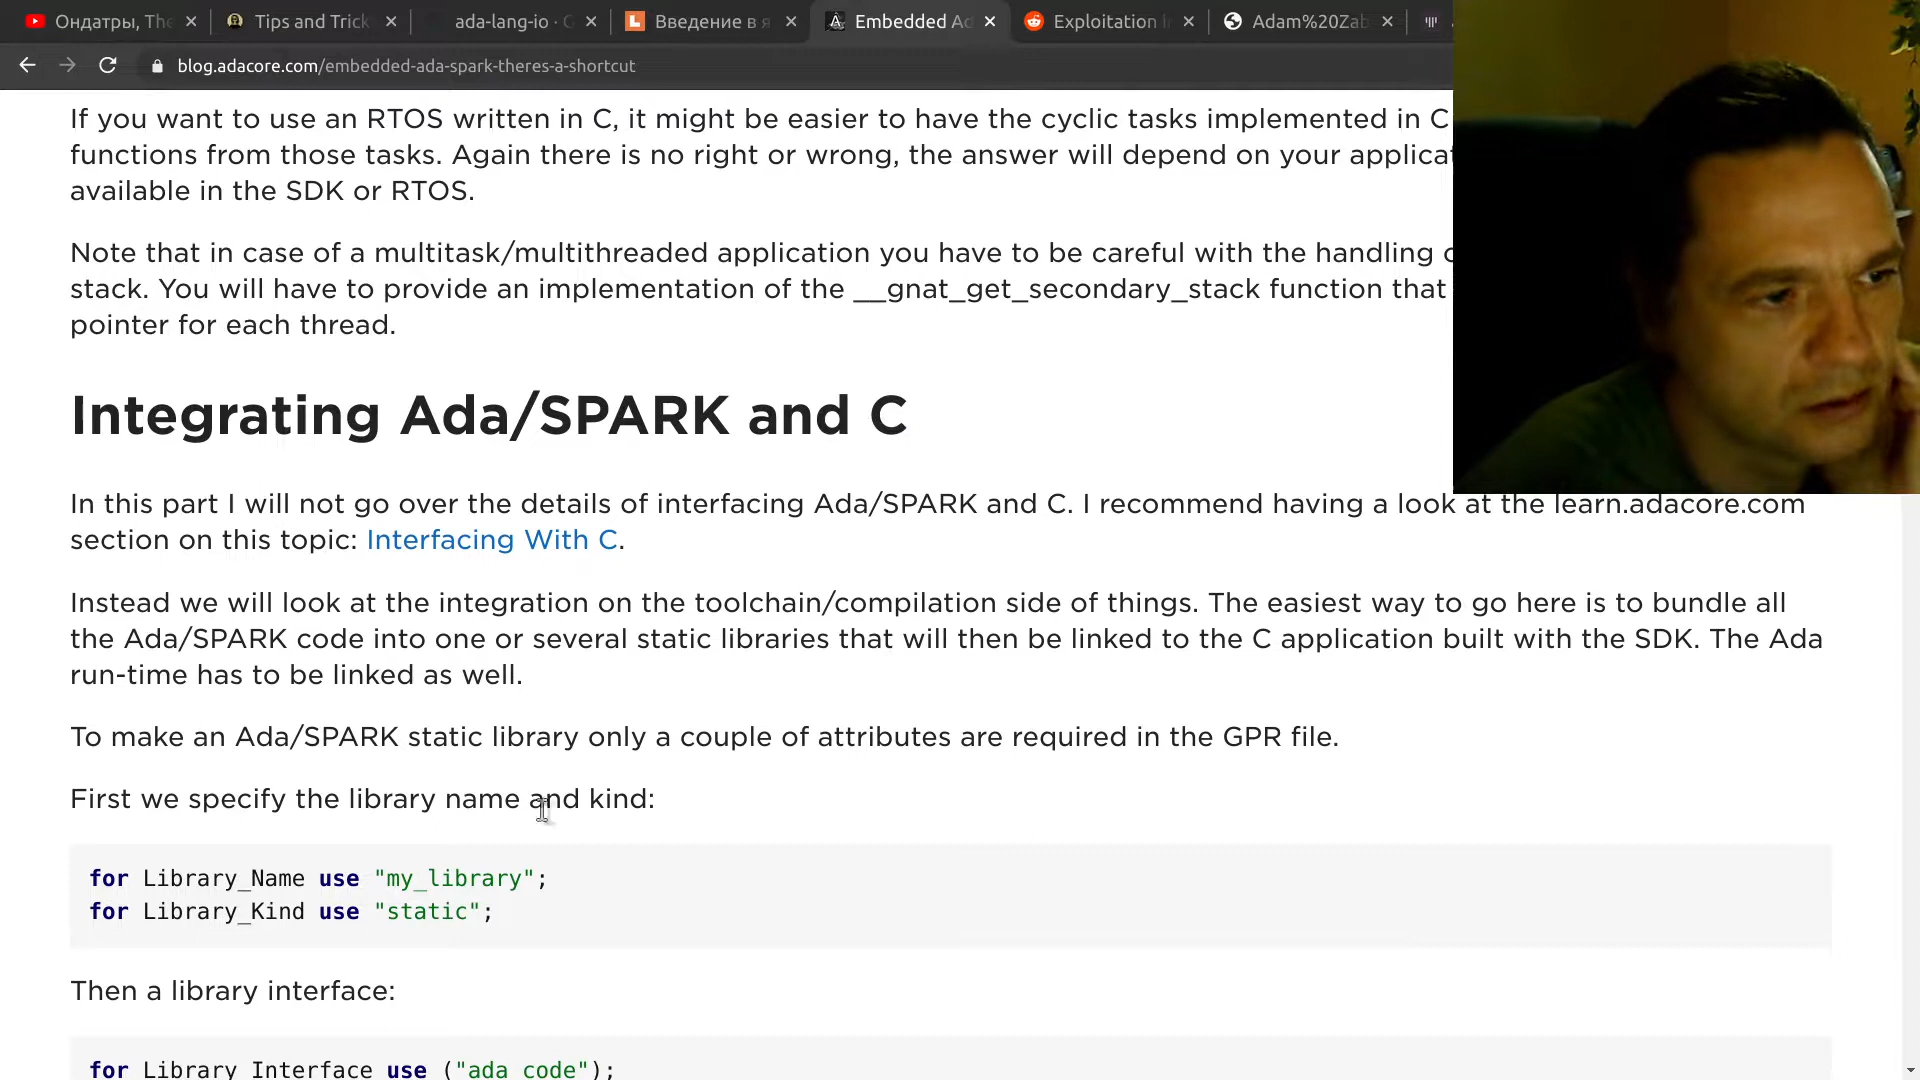 Ондатры, The
Tips and Trick
ada-lang-io · G
Введение в я
Embedded Ad
Exploitation
Adam%20Zab
blog.adacore.com/embedded-ada-spark-theres-a-shortcut
If you want to use an RTOS written in C, it might be easier to have the cyclic tasks implemented in C
functions from those tasks. Again there is no right or wrong, the answer will depend on your applicat
available in the SDK or RTOS.
Note that in case of a multitask/multithreaded application you have to be careful with the handling
stack. You will have to provide an implementation of the __gnat_get_secondary_stack function that
pointer for each thread.
Integrating Ada/SPARK and C
In this part I will not go over the details of interfacing Ada/SPARK and C. I recommend having a look at the learn.adacore.com
section on this topic: Interfacing With C.
Instead we will look at the integration on the toolchain/compilation side of things. The easiest way to go here is to bundle all
the Ada/SPARK code into one or several static libraries that will then be linked to the C application built with the SDK. The Ada
run-time has to be linked as well.
To make an Ada/SPARK static library only a couple of attributes are required in the GPR file.
First we specify the library name and kind:
for Library_Name use "my_library";
for Library_Kind use "static";
Then a library interface:
for Library_Interface use ("ada_code");